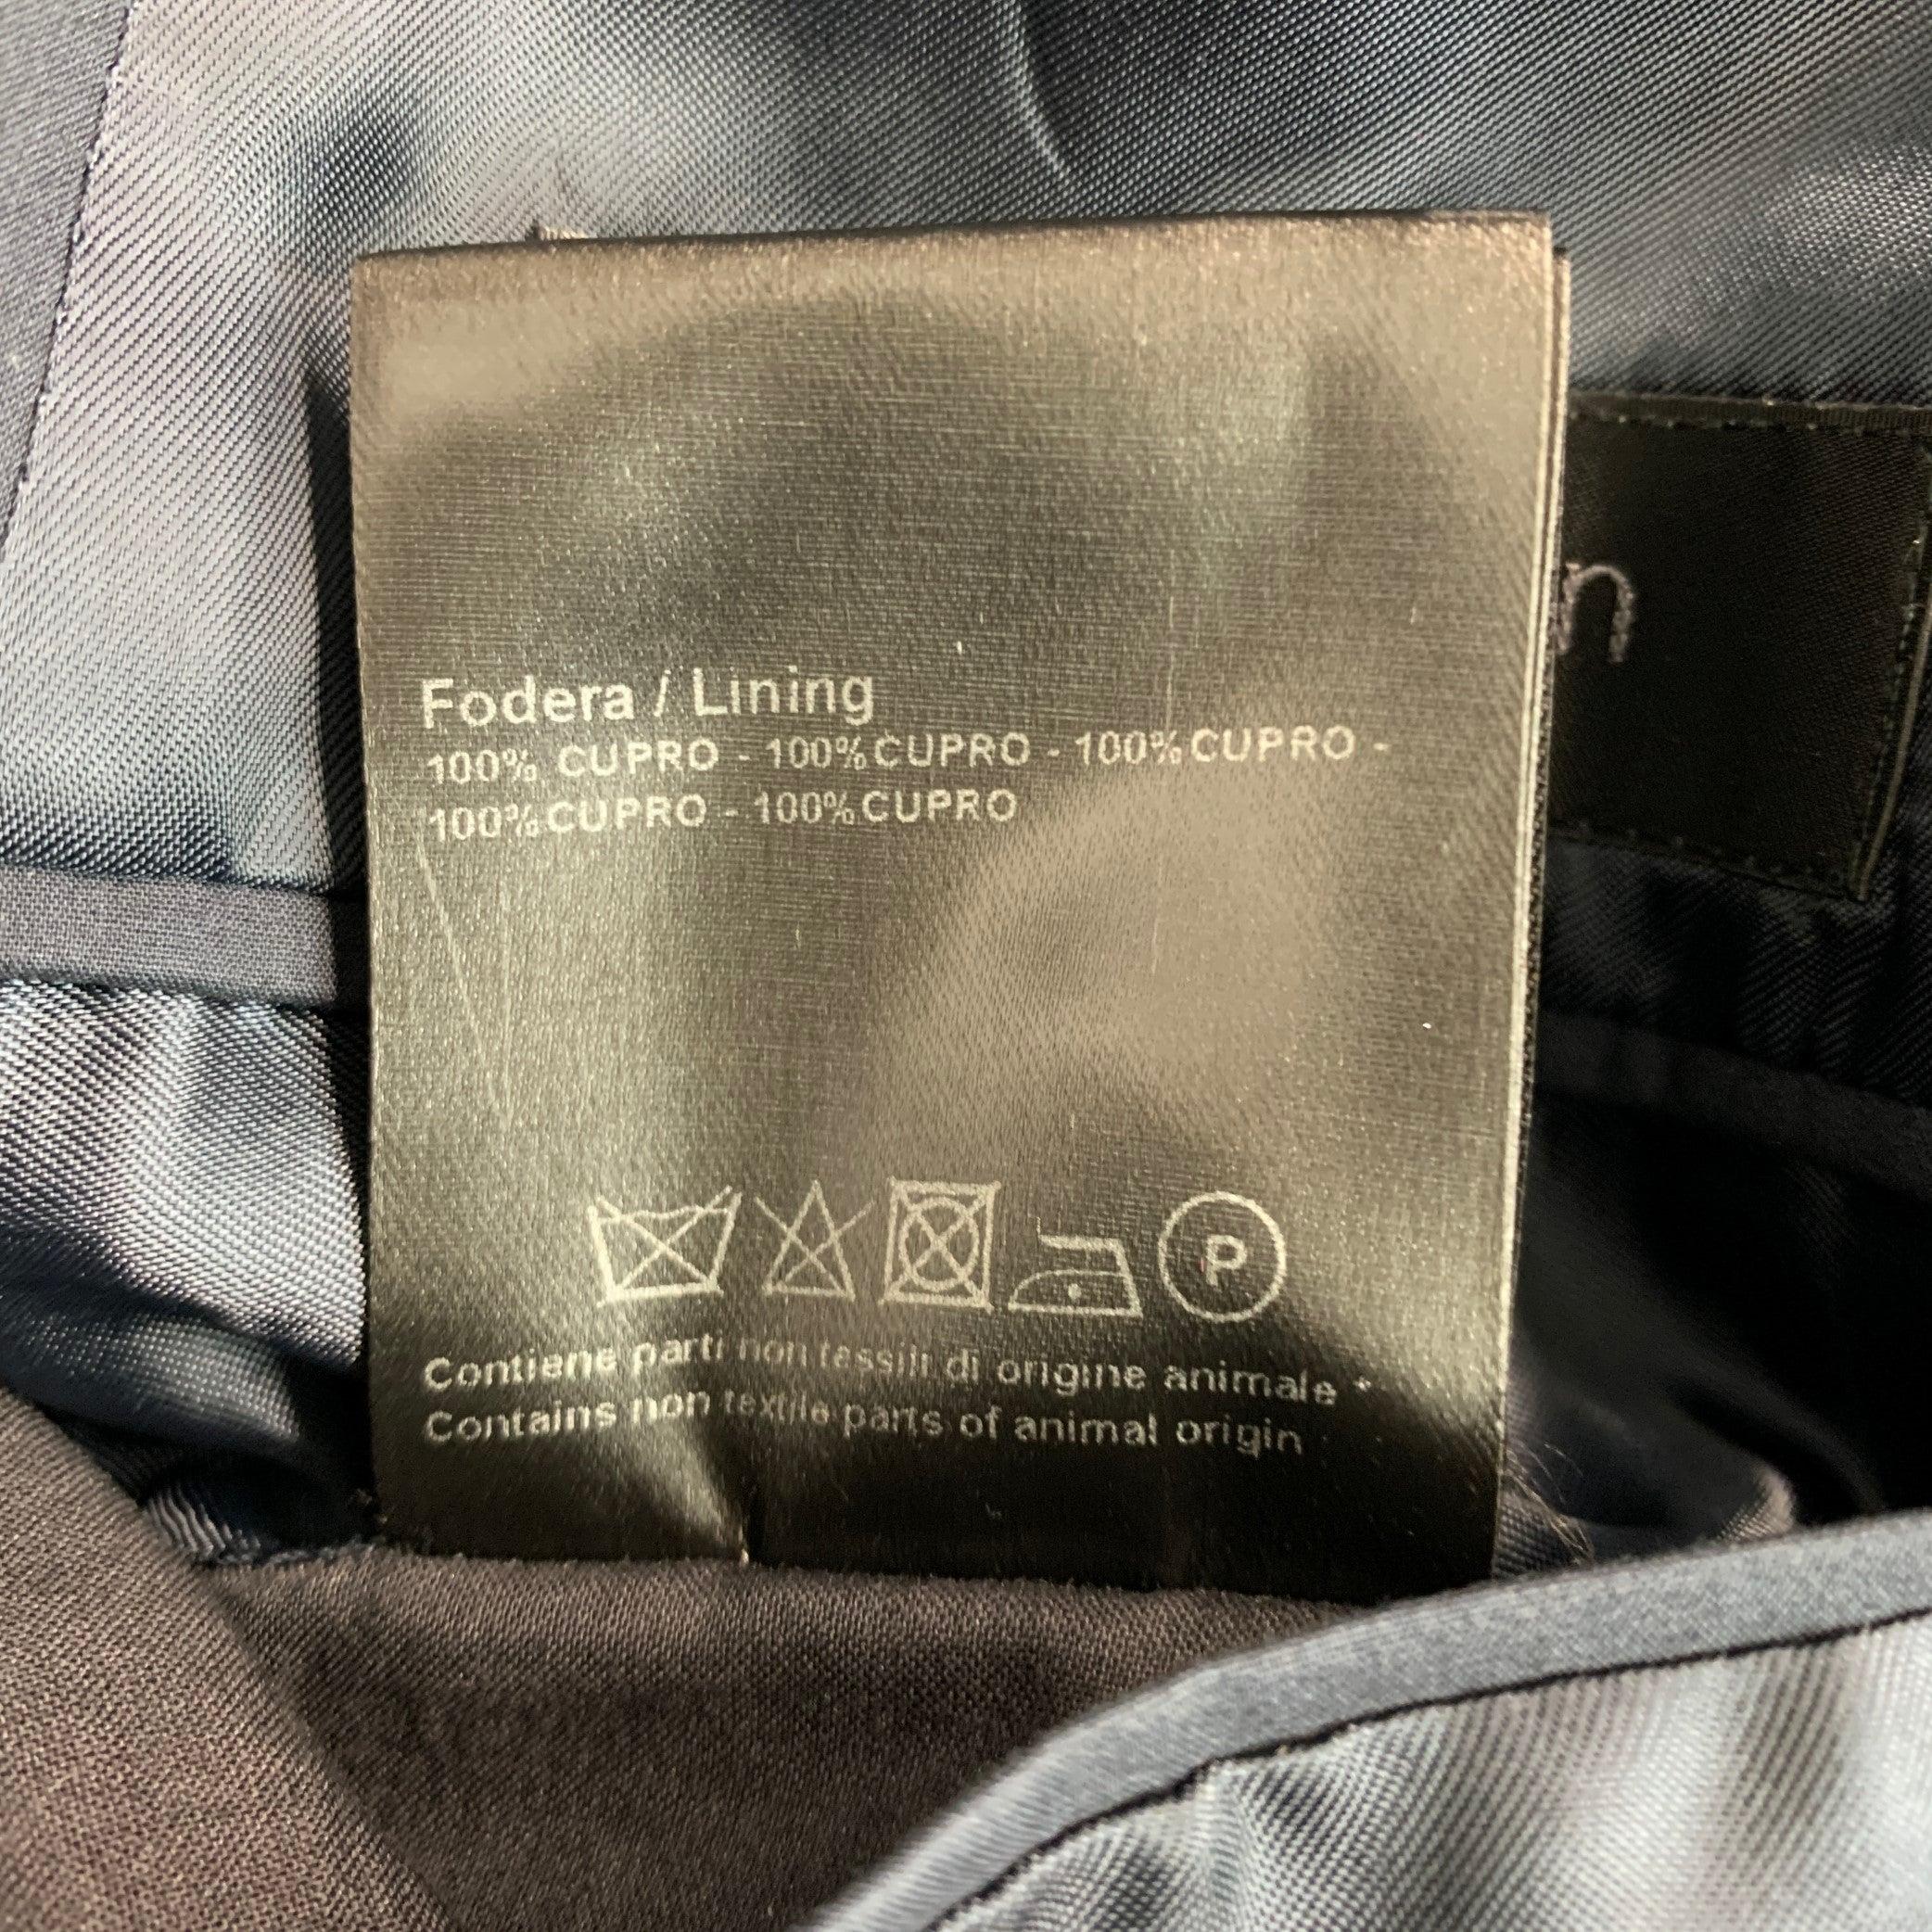 Fodera / Lining
100% CUPRO - 100%CUPRO - 100%CUPRO -
100%CUPRO - 100%CUPRO
n
P
Contiene parti non tessili di origine animale
Contains non textile parts of animal origin